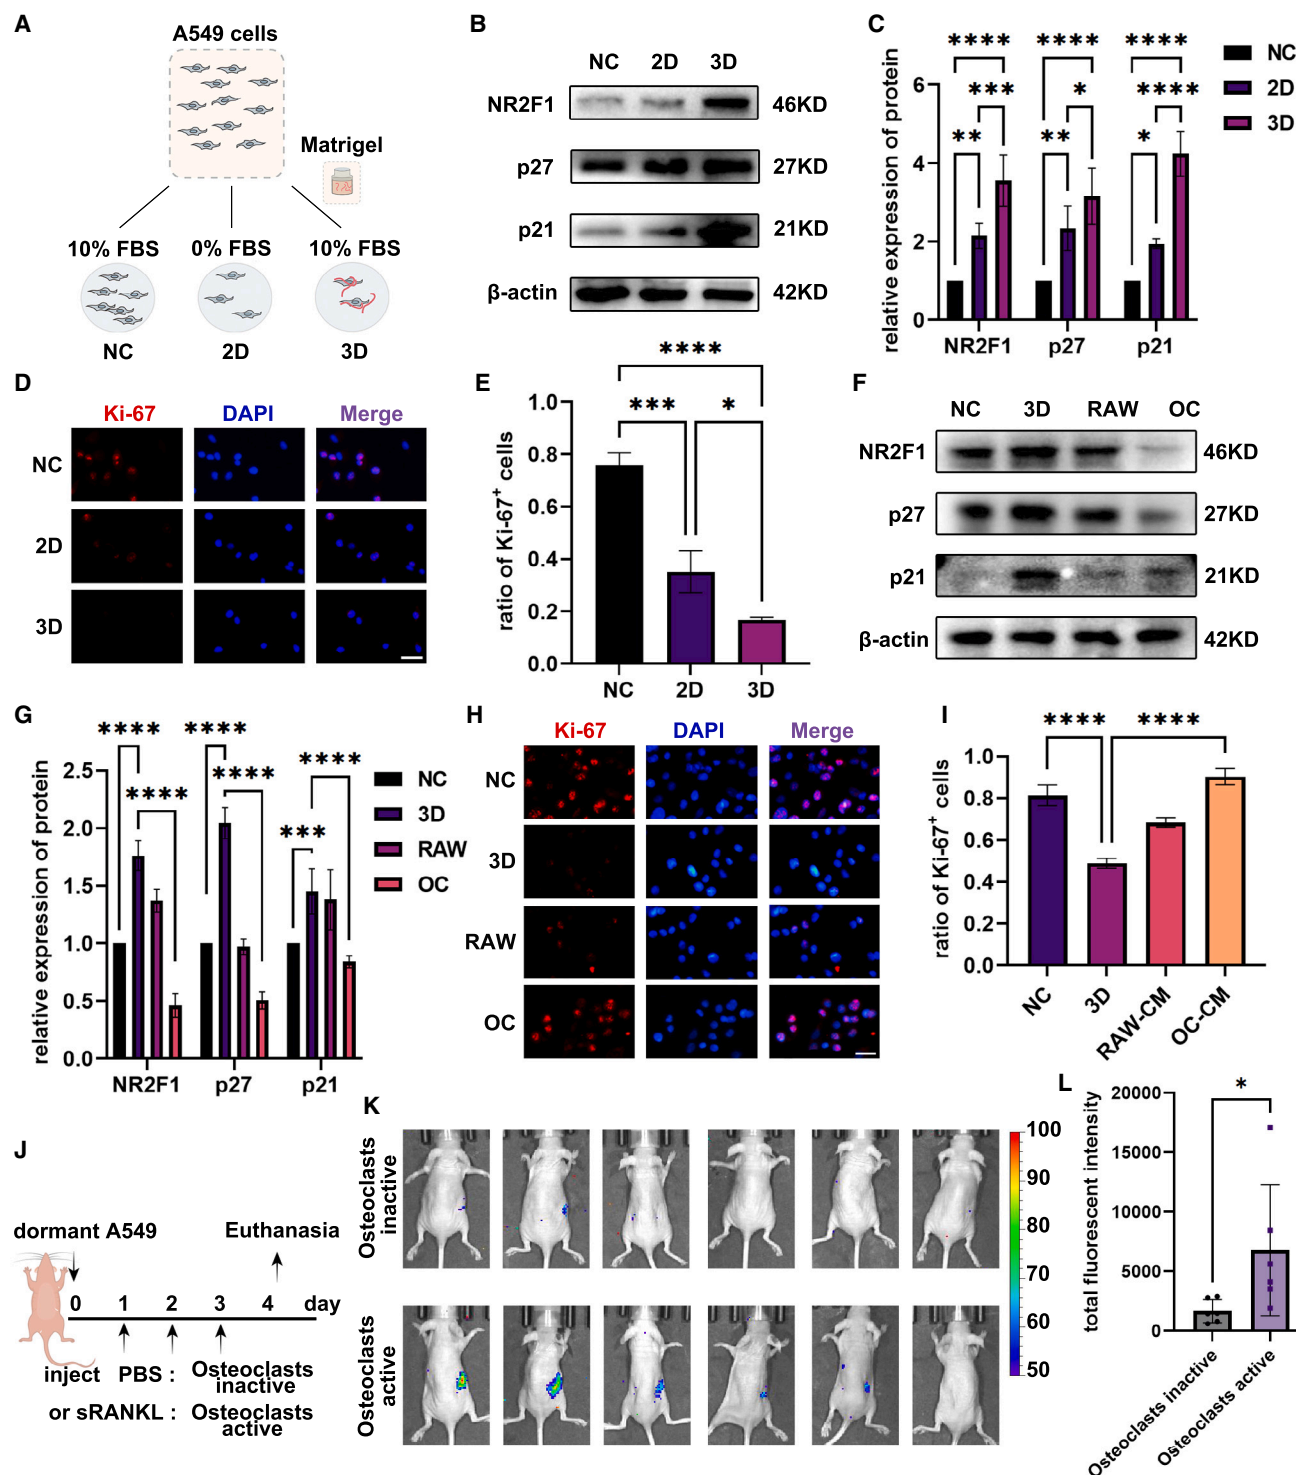 A
A549 cells
Matrigel
10% FBS
0% FBS
10% FBS
NC
2D
3D
B
NC
2D
3D
NR2F1
46KD
p27
27KD
p21
21KD
β-actin
42KD
C
relative expression of protein
6
4
2
0
****
***
**
****
*
**
****
****
*
NR2F1
p27
p21
NC
2D
3D
D
Ki-67
DAPI
Merge
NC
2D
3D
E
ratio of Ki-67+ cells
1.0
0.8
0.6
0.4
0.2
0.0
****
***
*
NC
2D
3D
F
NC
3D
RAW
OC
NR2F1
46KD
p27
27KD
p21
21KD
β-actin
42KD
G
relative expression of protein
2.5
2.0
1.5
1.0
0.5
0.0
****
****
****
****
****
***
NR2F1
p27
p21
NC
3D
RAW
OC
H
Ki-67
DAPI
Merge
NC
3D
RAW
OC
I
ratio of Ki-67+ cells
1.0
0.8
0.6
0.4
0.2
0.0
****
****
NC
3D
RAW-CM
OC-CM
J
dormant A549
Euthanasia
0
1
2
3
4
day
inject
PBS :
Osteoclasts
inactive
or sRANKL :
Osteoclasts
active
K
Osteoclasts
inactive
Osteoclasts
active
100
90
80
70
60
50
L
total fluorescent intensity
20000
15000
10000
5000
0
*
Osteoclasts inactive
Osteoclasts active